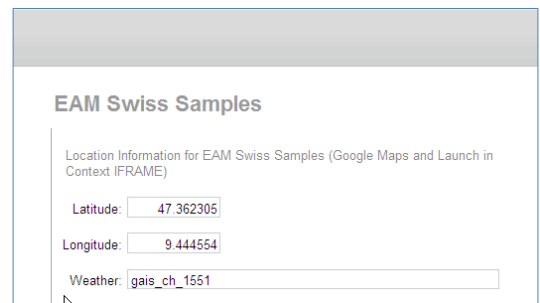 EAM Swiss Samples
Location Information for EAM Swiss Samples (Google Maps and Launch in
Context IFRAME)
Latitude: 47.362305
Longitude: 9.444554
Weather: gais_ch_1551